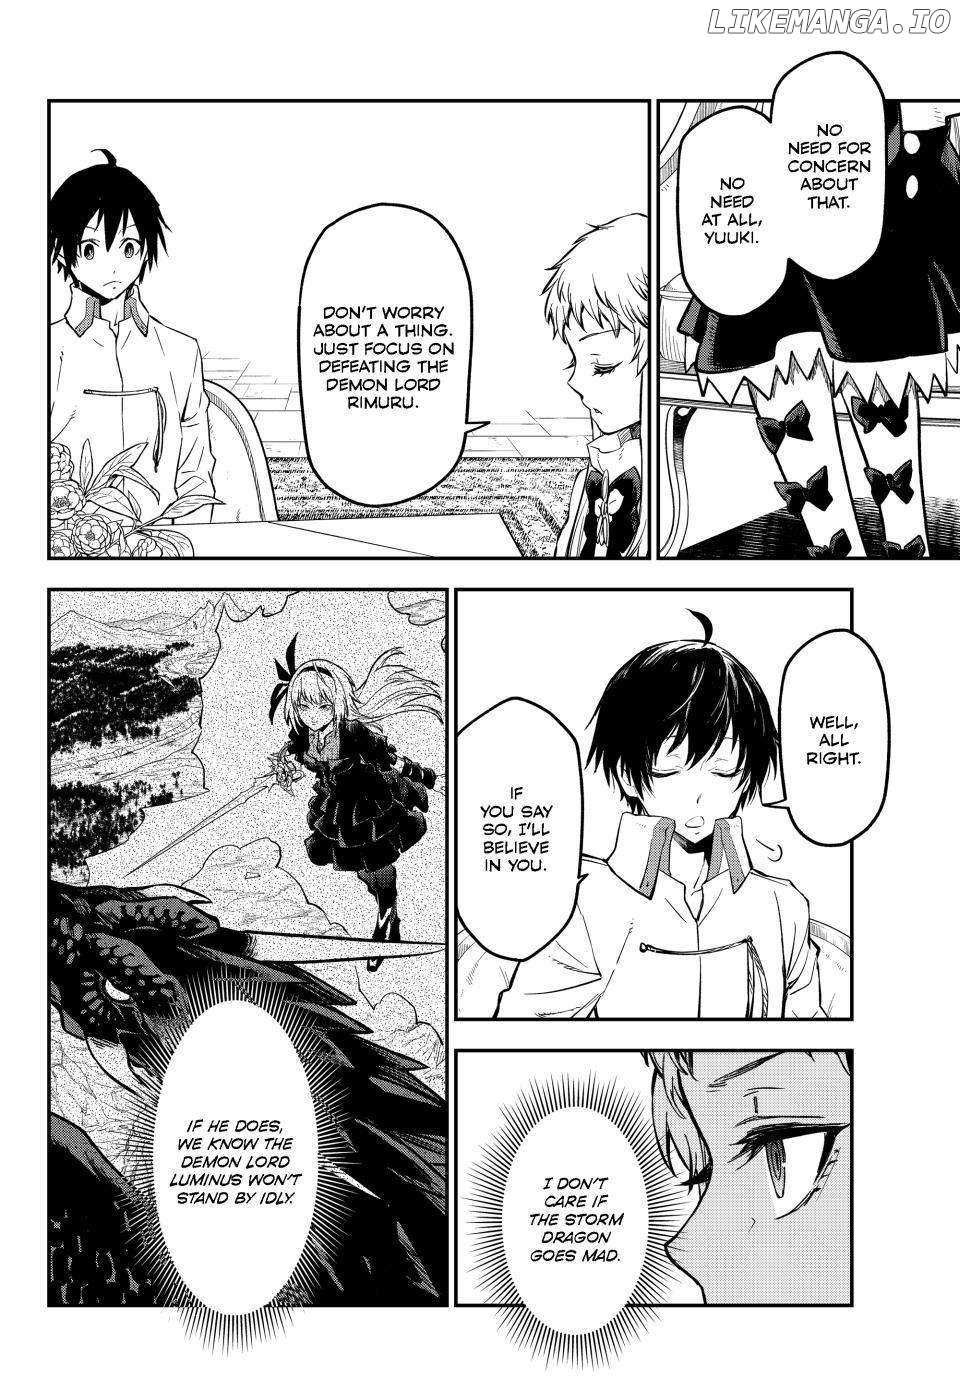 LIKEMANGA.IO
NO
NEED FOR
CONCERN
ABOUT
THAT.
NO
NEED
AT ALL,
YUUKI.
DON'T WORRY
ABOUT A THING.
JUST FOCUS ON
DEFEATING THE
DEMON LORD
RIMURU.
WELL,
ALL
RIGHT.
IF
YOU SAY
SO, I'LL
BELIEVE
IN YOU.
I DON'T
CARE IF
THE STORM
DRAGON
GOES MAD.
IF HE DOES,
WE KNOW THE
DEMON LORD
LUMINUS WON'T
STAND BY IDLY.